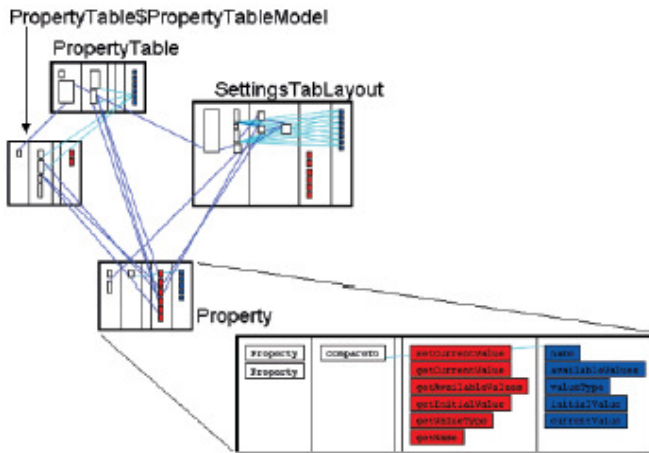 PropertyTable$PropertyTableModel
PropertyTable
SettingsTabLayout
Property
Property
Property
compareTo
setCurrentValue
getCurrentValue
getAvailableValues
getInitialValue
getValueType
getName
name
availableValues
valueType
initialValue
currentValue